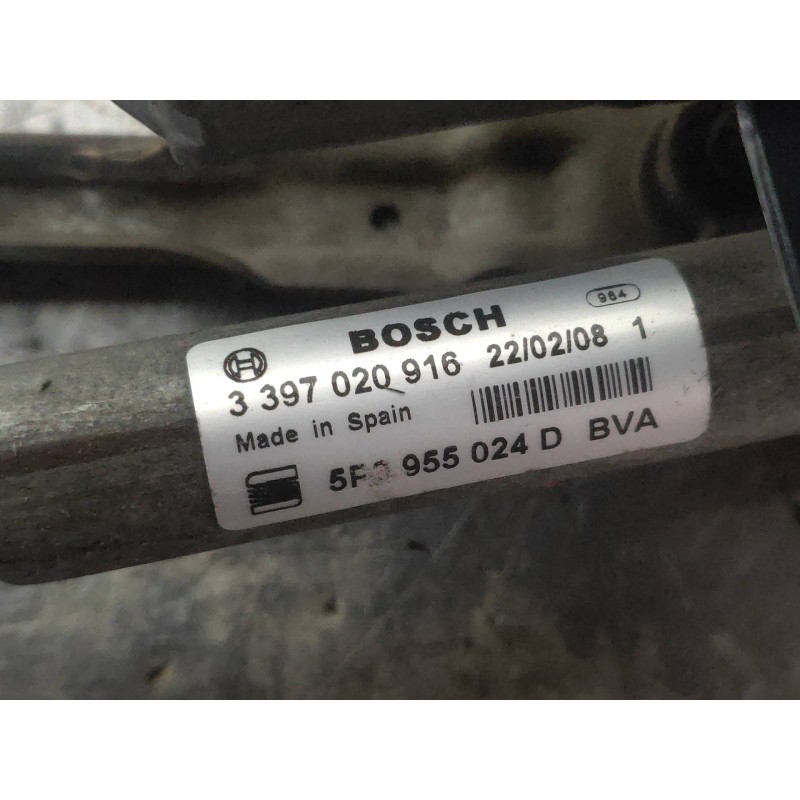 984
BOSCH
3 397 020 916 22/02/08 1
Made in Spain
955 024 D BVA